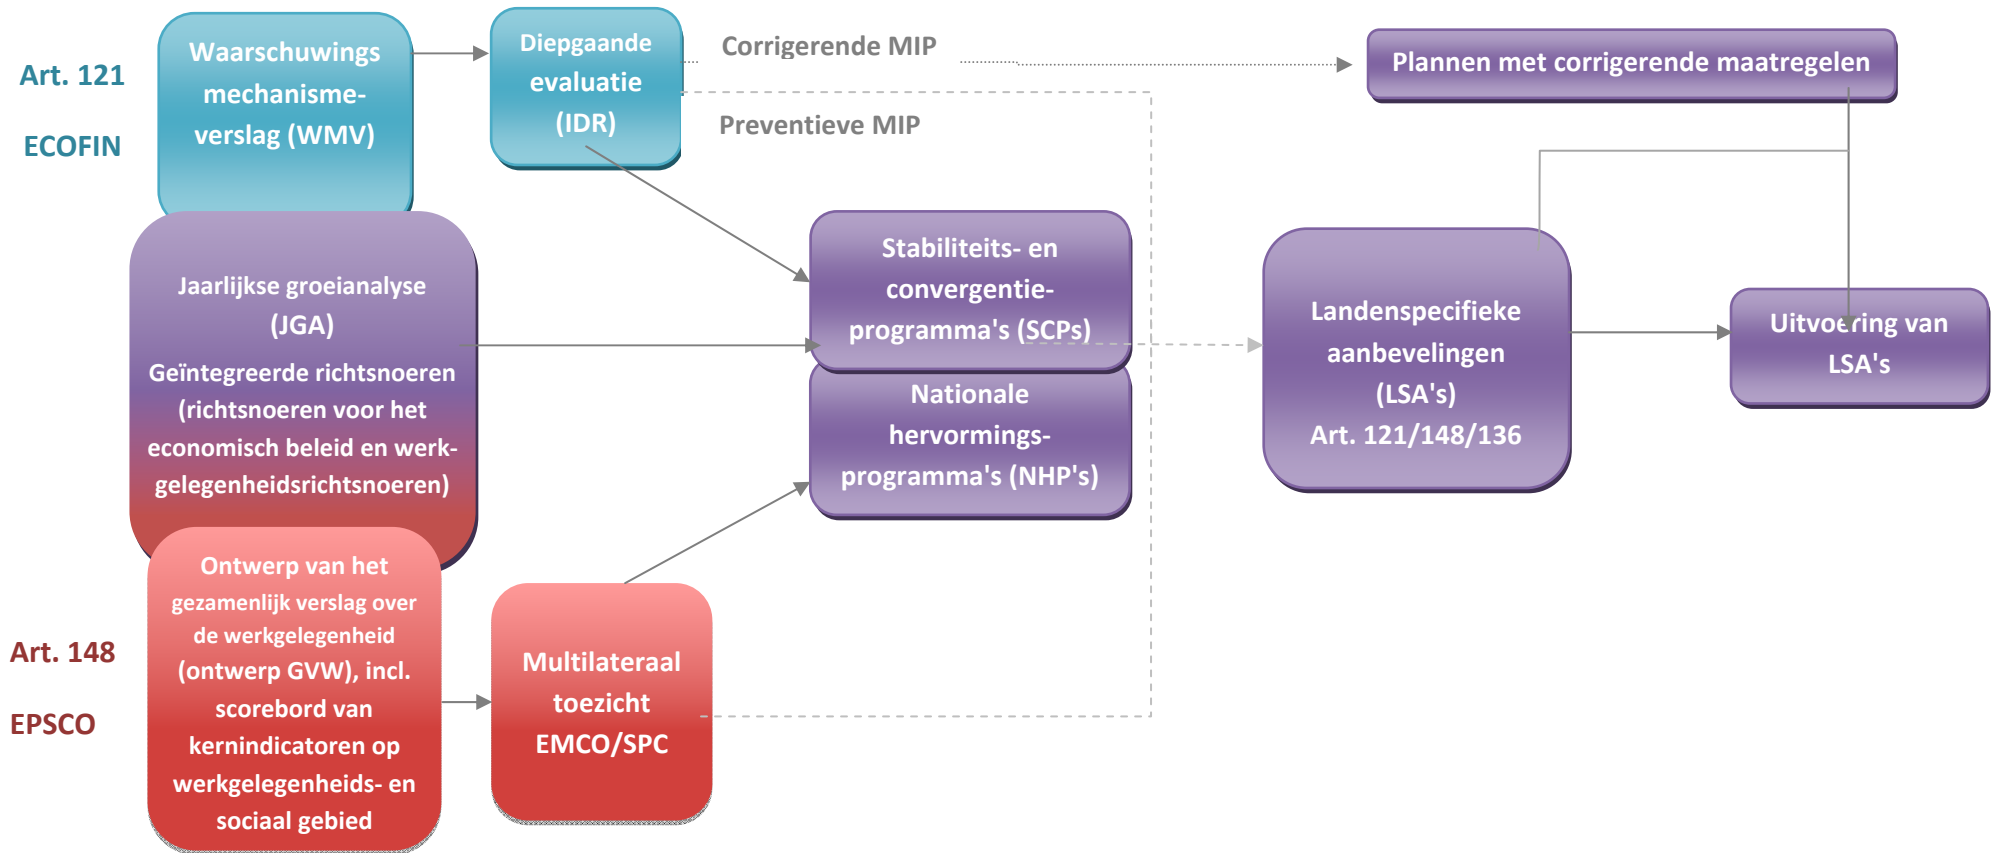 Art. 121
ECOFIN
Waarschuwings
mechanisme-
verslag (WMV)
Diepgaande
evaluatie
(IDR)
Corrigerende MIP
Preventieve MIP
Plannen met corrigerende maatregelen
Jaarlijkse groeianalyse
(JGA)
Geïntegreerde richtsnoeren
(richtsnoeren voor het
economisch beleid en werk-
gelegenheidsrichtsnoeren)
Stabiliteits- en
convergentie-
programma's (SCPs)
Nationale
hervormings-
programma's (NHP's)
Landenspecifieke
aanbevelingen
(LSA's)
Art. 121/148/136
Uitvoering van
LSA's
Art. 148
EPSCO
Ontwerp van het
gezamenlijk verslag over
de werkgelegenheid
(ontwerp GVW), incl.
scorebord van
kernindicatoren op
werkgelegenheids- en
sociaal gebied
Multilateraal
toezicht
EMCO/SPC